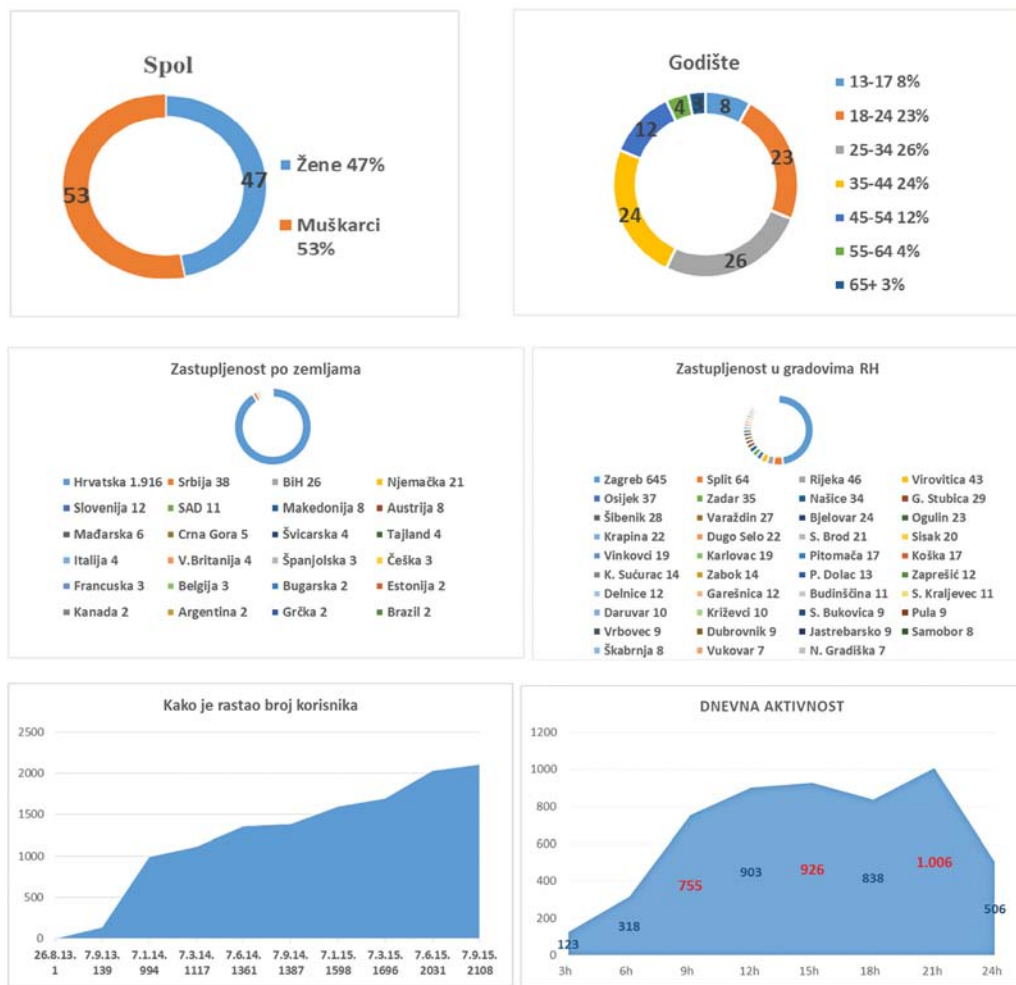 Spol
53
47
Žene 47%
Muškarci
53%
Godište
4
3
8
12
23
24
26
13-17 8%
18-24 23%
25-34 26%
35-44 24%
45-54 12%
55-64 4%
65+ 3%
Zastupljenost po zemljama
Hrvatska 1.916 Srbija 38 BiH 26 Njemačka 21
Slovenija 12 SAD 11 Makedonija 8 Austrija 8
Mađarska 6 Crna Gora 5 Švicarska 4 Tajland 4
Italija 4 V.Britanija 4 Španjolska 3 Češka 3
Francuska 3 Belgija 3 Bugarska 2 Estonija 2
Kanada 2 Argentina 2 Grčka 2 Brazil 2
Zastupljenost u gradovima RH
Zagreb 645 Split 64 Rijeka 46 Virovitica 43
Osijek 37 Zadar 35 Našice 34 G. Stubica 29
Šibenik 28 Varaždin 27 Bjelovar 24 Ogulin 23
Krapina 22 Dugo Selo 22 S. Brod 21 Sisak 20
Vinkovci 19 Karlovac 19 Pitomača 17 Koška 17
K. Sućurac 14 Zabok 14 P. Dolac 13 Zaprešić 12
Delnice 12 Garešnica 12 Budinščina 11 S. Kraljevec 11
Daruvar 10 Križevci 10 S. Bukovica 9 Pula 9
Vrbovec 9 Dubrovnik 9 Jastrebarsko 9 Samobor 8
Škabrnja 8 Vukovar 7 N. Gradiška 7
Kako je rastao broj korisnika
2500
2000
1500
1000
500
0
26.8.13. 7.9.13. 7.1.14. 7.3.14. 7.6.14. 7.9.14. 7.1.15. 7.3.15. 7.6.15. 7.9.15.
1 139 994 1117 1361 1387 1598 1696 2031 2108
DNEVNA AKTIVNOST
1200
1000
800
600
400
200
0
123 318 755 903 926 838 1.006 506
3h 6h 9h 12h 15h 18h 21h 24h